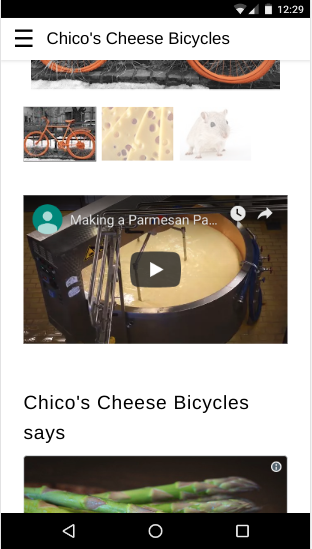 12:29
Chico's Cheese Bicycles
Making a Parmesan Pa...
Chico's Cheese Bicycles
says